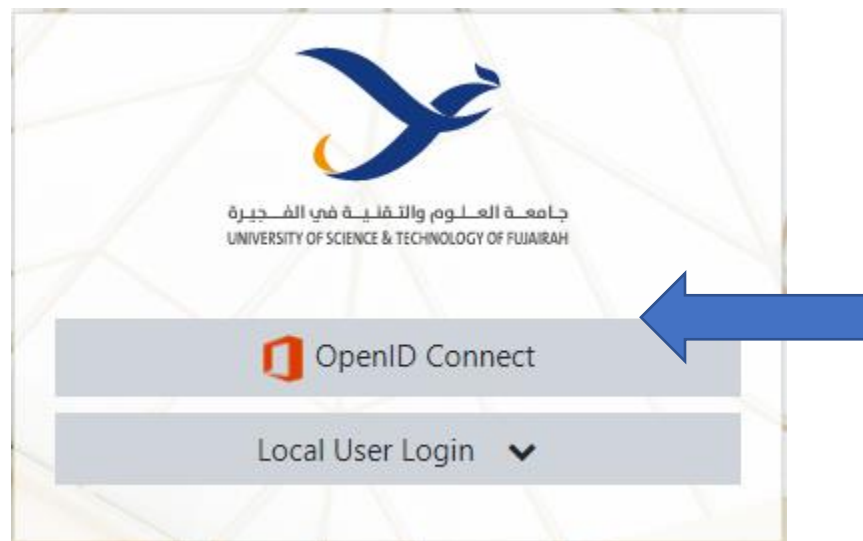 جامعة العلوم والتقنية في الفجيرة
UNIVERSITY OF SCIENCE & TECHNOLOGY OF FUJAIRAH
OpenID Connect
Local User Login